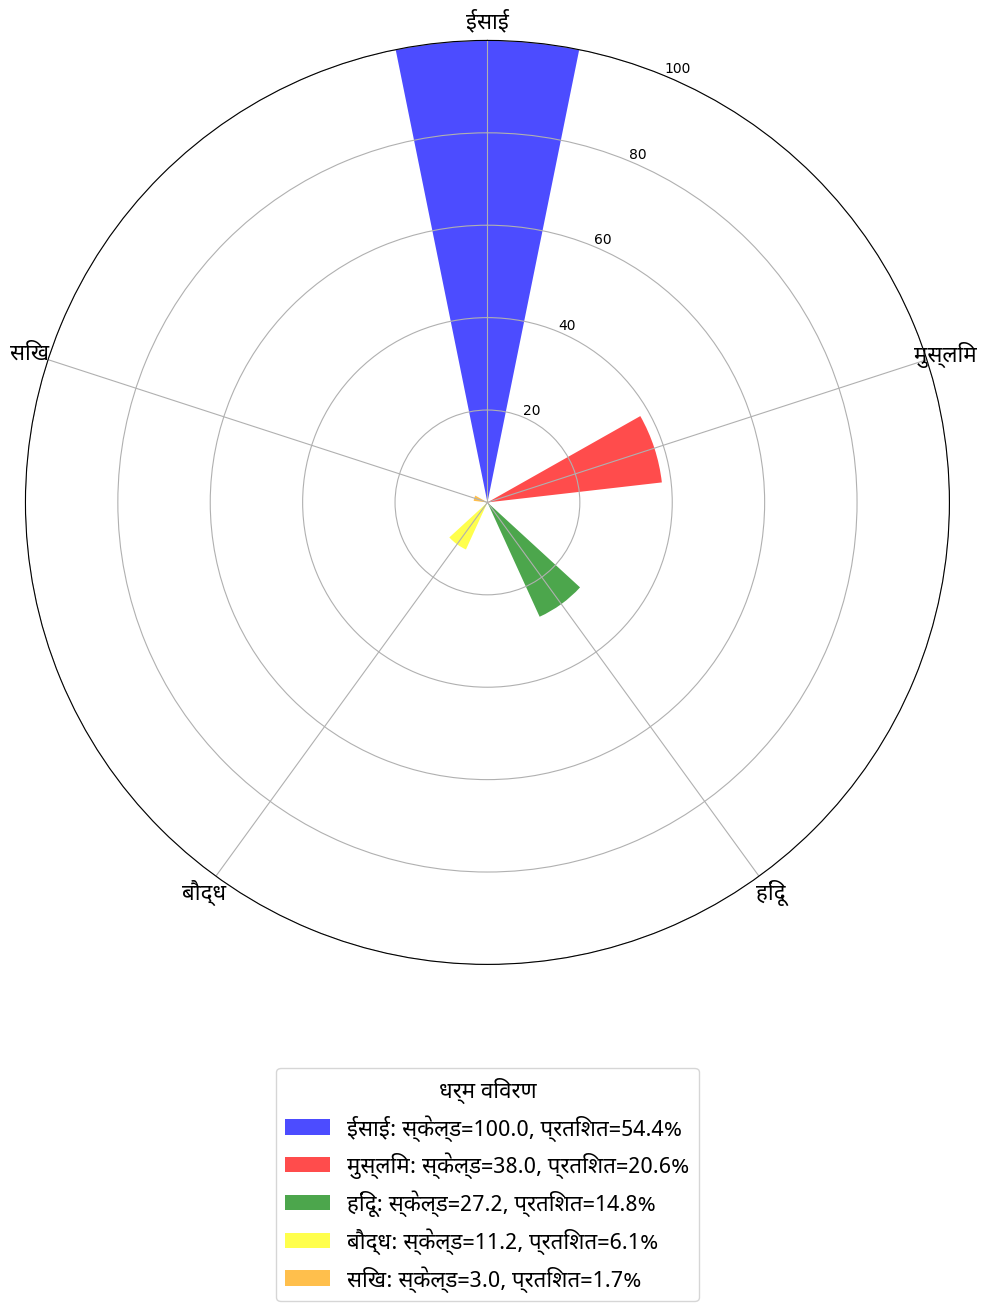 ईसाई
100
80
60
40
20
सिख
मुस्लिम
बौद्ध
हिंदू
धर्म विवरण
ईसाई: स्केल्ड=100.0, प्रतिशत=54.4%
मुस्लिम: स्केल्ड=38.0, प्रतिशत=20.6%
हिंदू: स्केल्ड=27.2, प्रतिशत=14.8%
बौद्ध: स्केल्ड=11.2, प्रतिशत=6.1%
सिख: स्केल्ड=3.0, प्रतिशत=1.7%